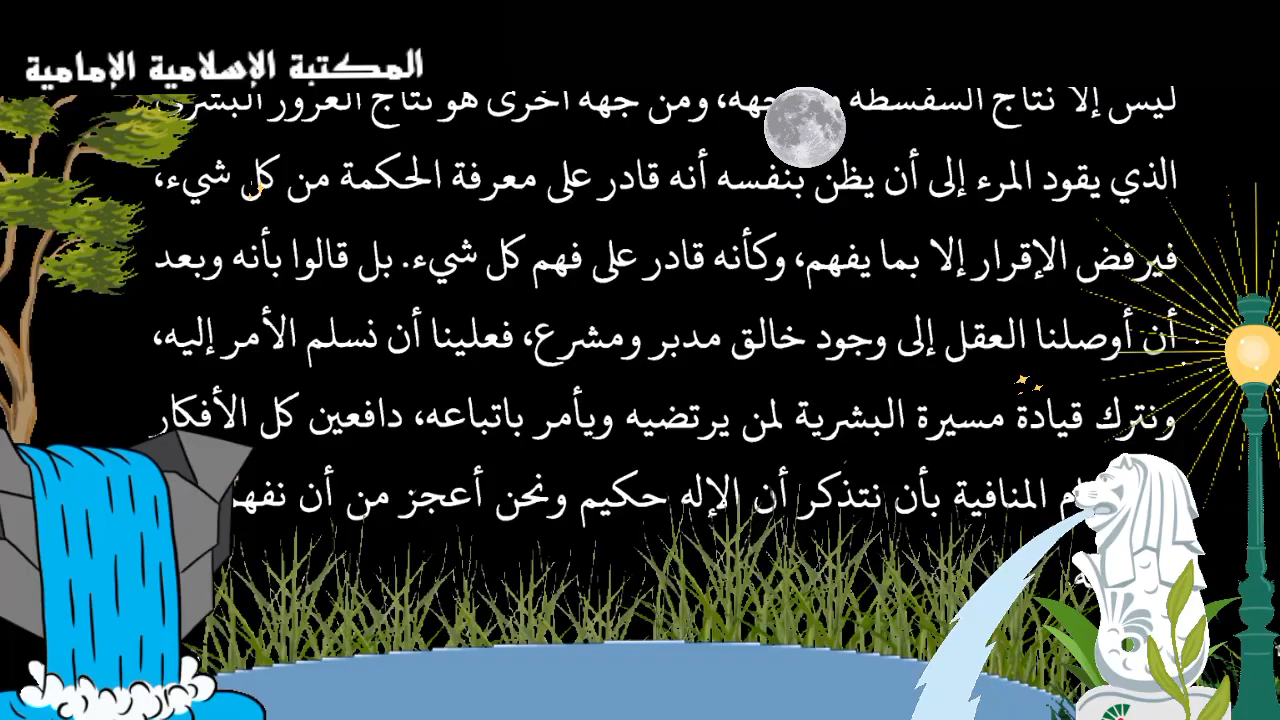 المكتبة الإسلامية الإمامية
ليس إلا نتاج السفسطة جهة، ومن جهة أخرى هو نتاج الغرور البشري
الذي يقود المرء إلى أن يظن بنفسه أنه قادر على معرفة الحكمة من كل شيء،
فيرفض الإقرار إلا بما يفهم، وكأنه قادر على فهم كل شيء. بل قالوا بأنه وبعد
أن أوصلنا العقل إلى وجود خالق مدبر ومشرع، فعلينا أن نسلم الأمر إليه،
ونترك قيادة مسيرة البشرية لمن يرتضيه ويأمر باتباعه، دافعين كل الأفكار
المنافية بأن نتذكر أن الإله حكيم ونحن أعجز من أن